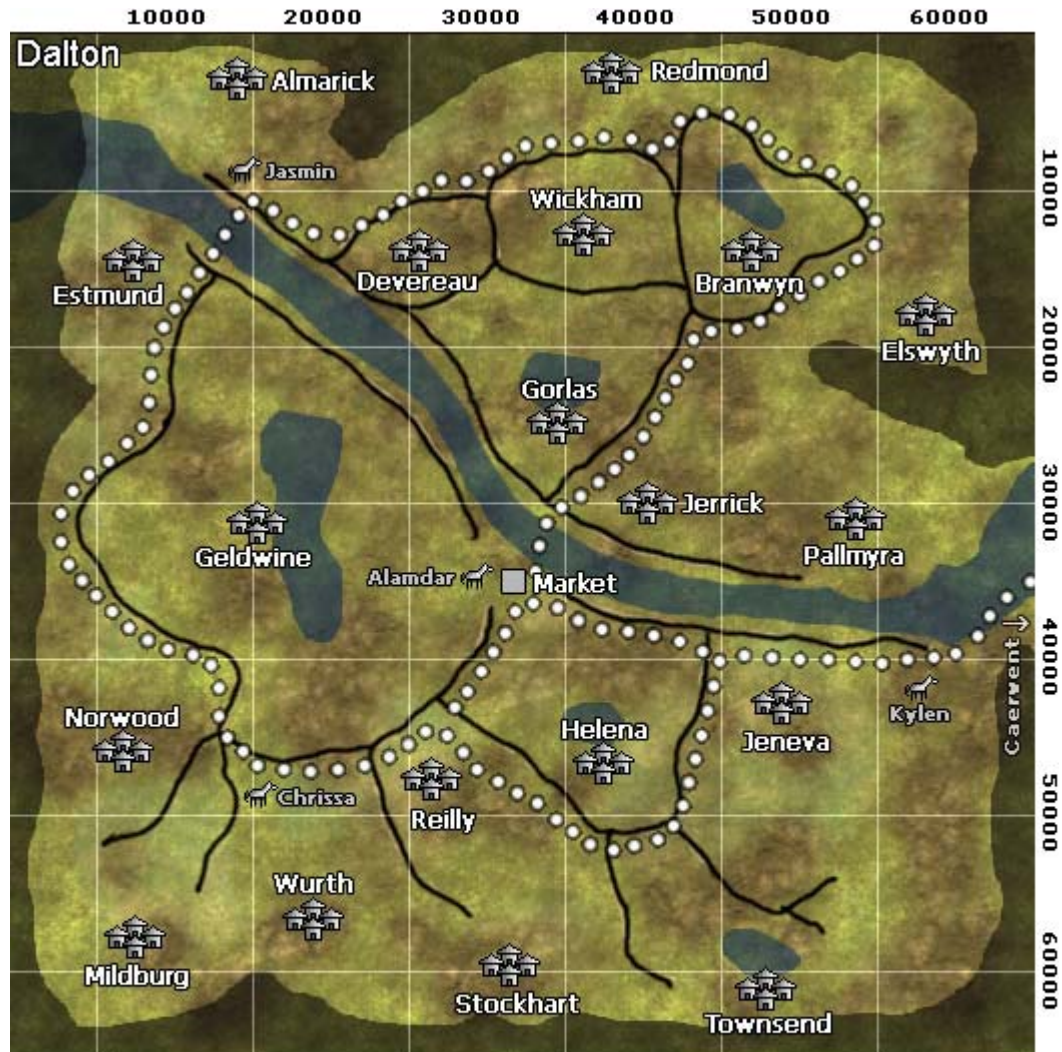 10000 20000 30000 40000 50000 60000
Dalton
Almarick
Redmond
Jasmin
10000
Wickham
Devereau
Branwyn
Estmund
20000
Elswyth
Gorlas
30000
Jerrick
Geldwine
Pallmyra
Alamdar
Market
40000
Caerwent →
Norwood
Helena
Jeneva
Kylen
Chrissa
Reilly
50000
Wurth
Mildburg
60000
Stockhart
Townsend